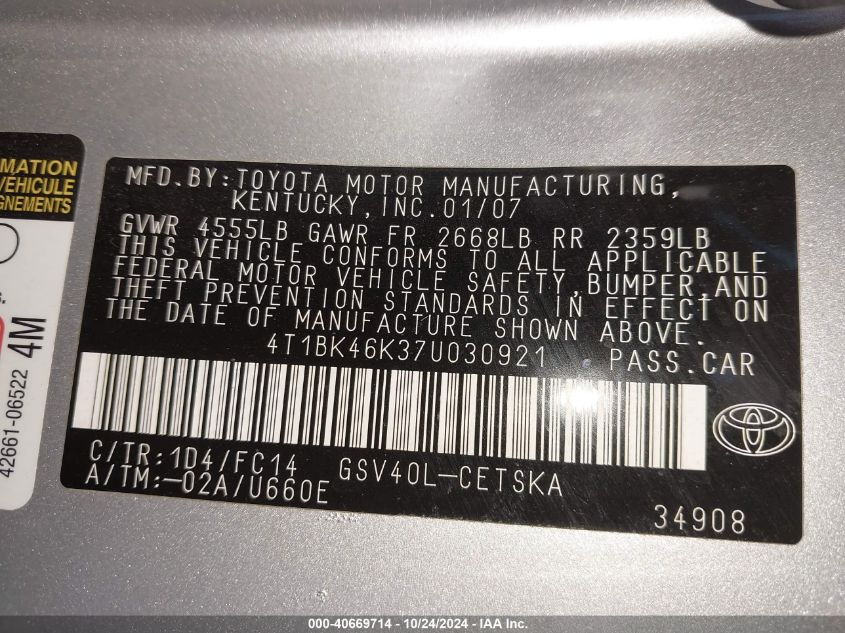 MFD.BY:TOYOTA MOTOR MANUFACTURING,
KENTUCKY,INC.01/07
GVWR 4555LB GAWR FR 2668LB RR 2359LB
THIS VEHICLE CONFORMS TO ALL APPLICABLE
FEDERAL MOTOR VEHICLE SAFETY,BUMPER,AND
THEFT PREVENTION STANDARDS IN EFFECT ON
THE DATE OF MANUFACTURE SHOWN ABOVE.
4T1BK46K37U030921 PASS.CAR
C/TR:1D4/FC14 GSV40L-CETSKA
A/TM:-02A/U660E
34908
MATION
VEHICULE
GNEMENTS
42661-06522 4M
000-40669714 - 10/24/2024 - IAA Inc.